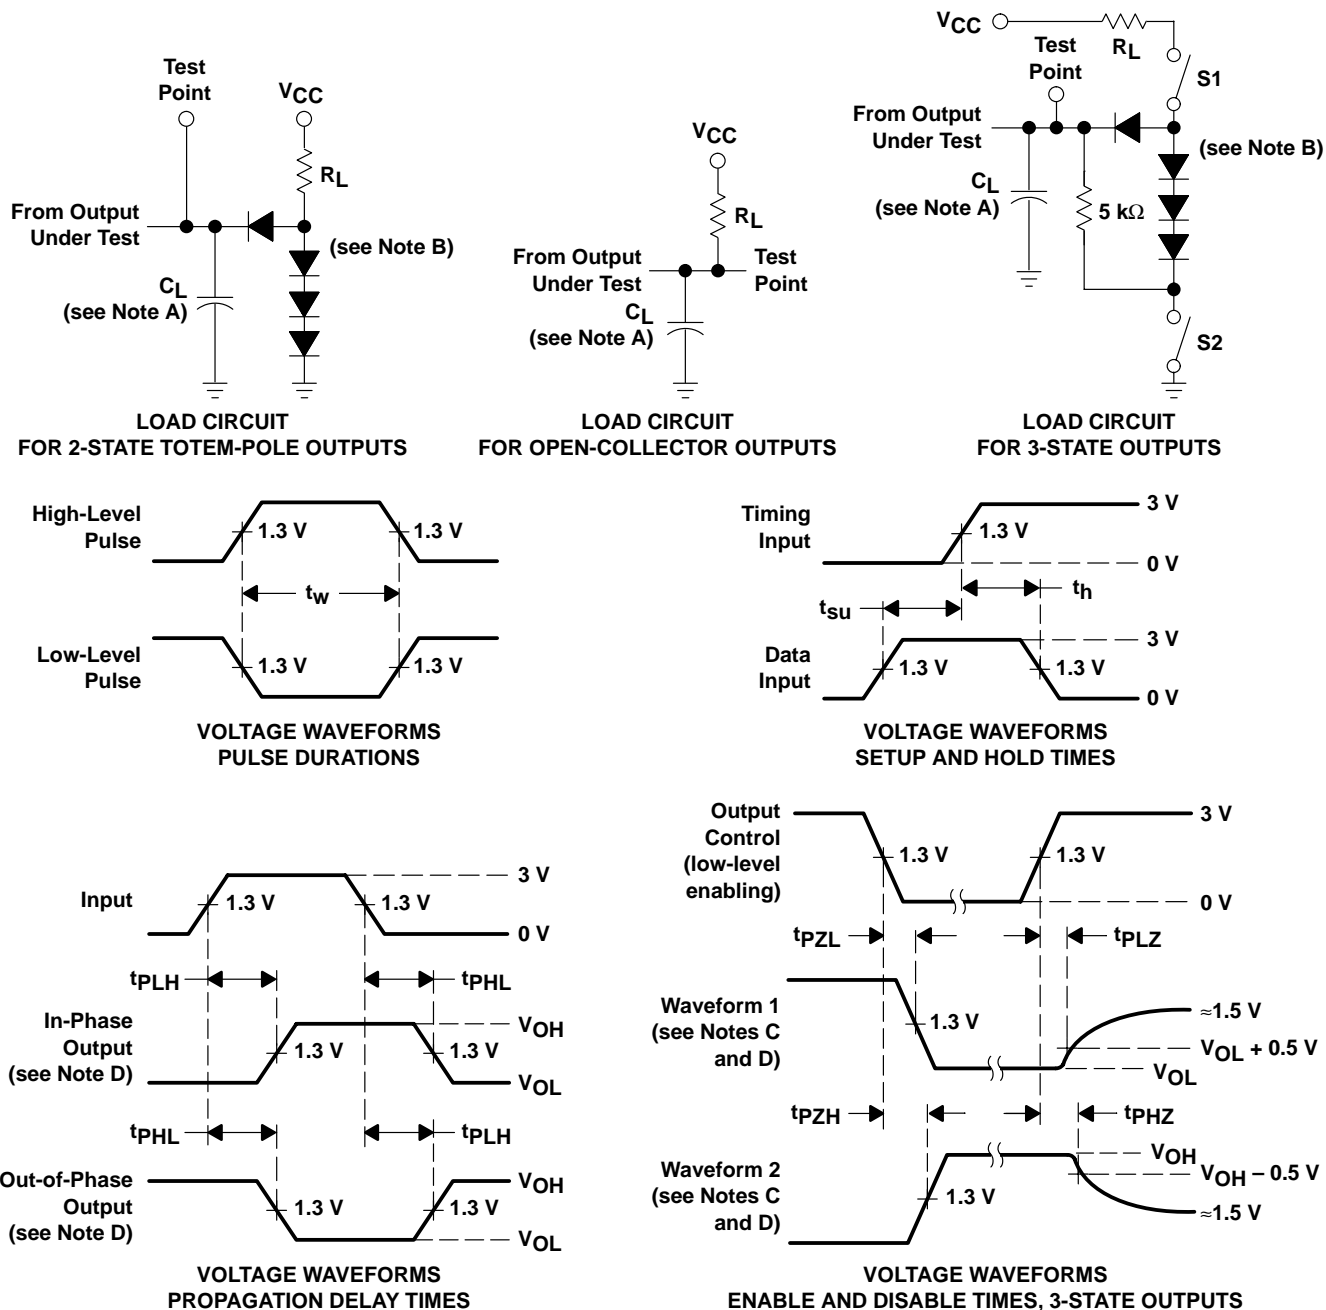 Test
Point
VCC
RL
From Output
Under Test
(see Note B)
CL
(see Note A)
LOAD CIRCUIT
FOR 2-STATE TOTEM-POLE OUTPUTS
VCC
RL
From Output
Under Test
Test
Point
CL
(see Note A)
LOAD CIRCUIT
FOR OPEN-COLLECTOR OUTPUTS
VCC
RL
Test
Point
S1
From Output
Under Test
(see Note B)
CL
(see Note A)
5 kΩ
S2
LOAD CIRCUIT
FOR 3-STATE OUTPUTS
High-Level
Pulse
1.3 V
1.3 V
tw
Low-Level
Pulse
1.3 V
1.3 V
VOLTAGE WAVEFORMS
PULSE DURATIONS
Timing
Input
1.3 V
3 V
0 V
th
tsu
Data
Input
1.3 V
1.3 V
3 V
0 V
VOLTAGE WAVEFORMS
SETUP AND HOLD TIMES
Input
1.3 V
1.3 V
3 V
0 V
tPLH
tPHL
In-Phase
Output
(see Note D)
1.3 V
1.3 V
VOH
VOL
tPHL
tPLH
Out-of-Phase
Output
(see Note D)
1.3 V
1.3 V
VOH
VOL
VOLTAGE WAVEFORMS
PROPAGATION DELAY TIMES
Output
Control
(low-level
enabling)
1.3 V
1.3 V
3 V
0 V
tPZL
tPLZ
Waveform 1
(see Notes C
and D)
1.3 V
≈1.5 V
VOL + 0.5 V
VOL
tPZH
tPHZ
Waveform 2
(see Notes C
and D)
1.3 V
VOH
VOH – 0.5 V
≈1.5 V
VOLTAGE WAVEFORMS
ENABLE AND DISABLE TIMES, 3-STATE OUTPUTS